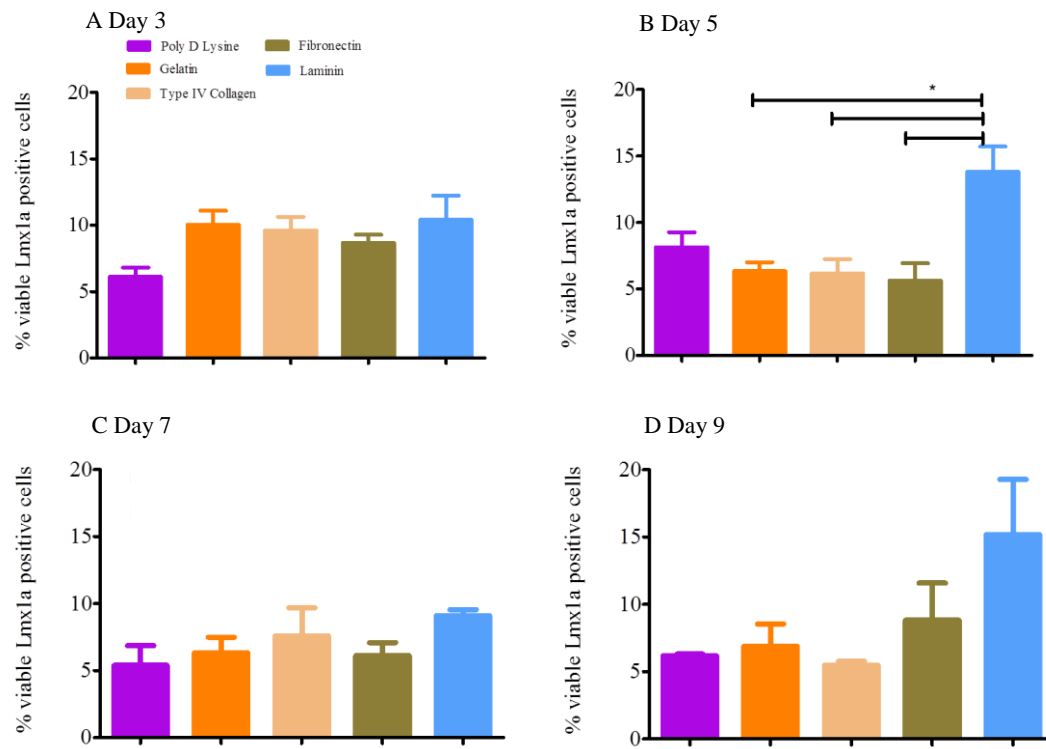 A Day 3
Poly D Lysine
Fibronectin
Gelatin
Laminin
Type IV Collagen
% viable Lmx1a positive cells
20
15
10
5
0
B Day 5
*
% viable Lmx1a positive cells
20
15
10
5
0
C Day 7
% viable Lmx1a positive cells
20
15
10
5
0
D Day 9
% viable Lmx1a positive cells
20
15
10
5
0